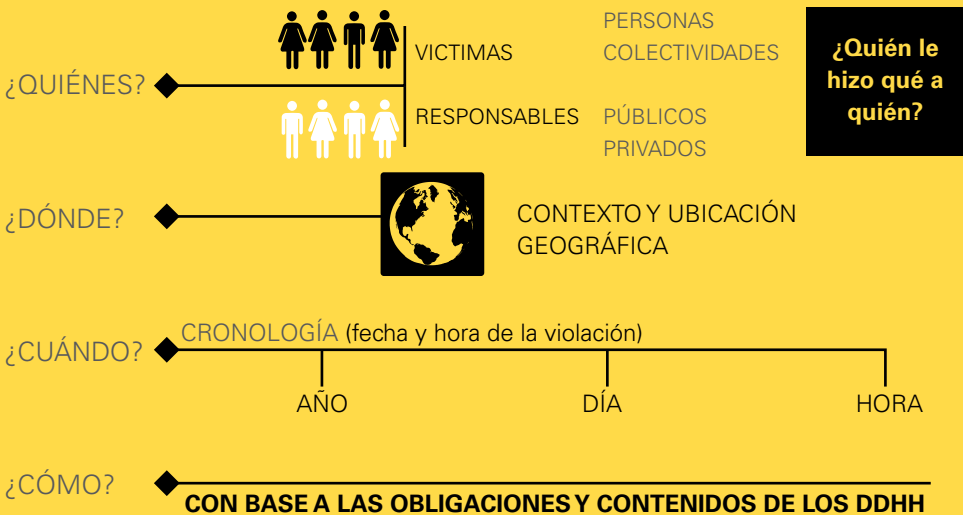 ¿QUIÉNES?
VICTIMAS
PERSONAS
COLECTIVIDADES
RESPONSABLES
PÚBLICOS
PRIVADOS
¿Quién le
hizo qué a
quién?
¿DÓNDE?
CONTEXTO Y UBICACIÓN
GEOGRÁFICA
¿CUÁNDO?
CRONOLOGÍA (fecha y hora de la violación)
AÑO
DÍA
HORA
¿CÓMO?
CON BASE A LAS OBLIGACIONES Y CONTENIDOS DE LOS DDHH